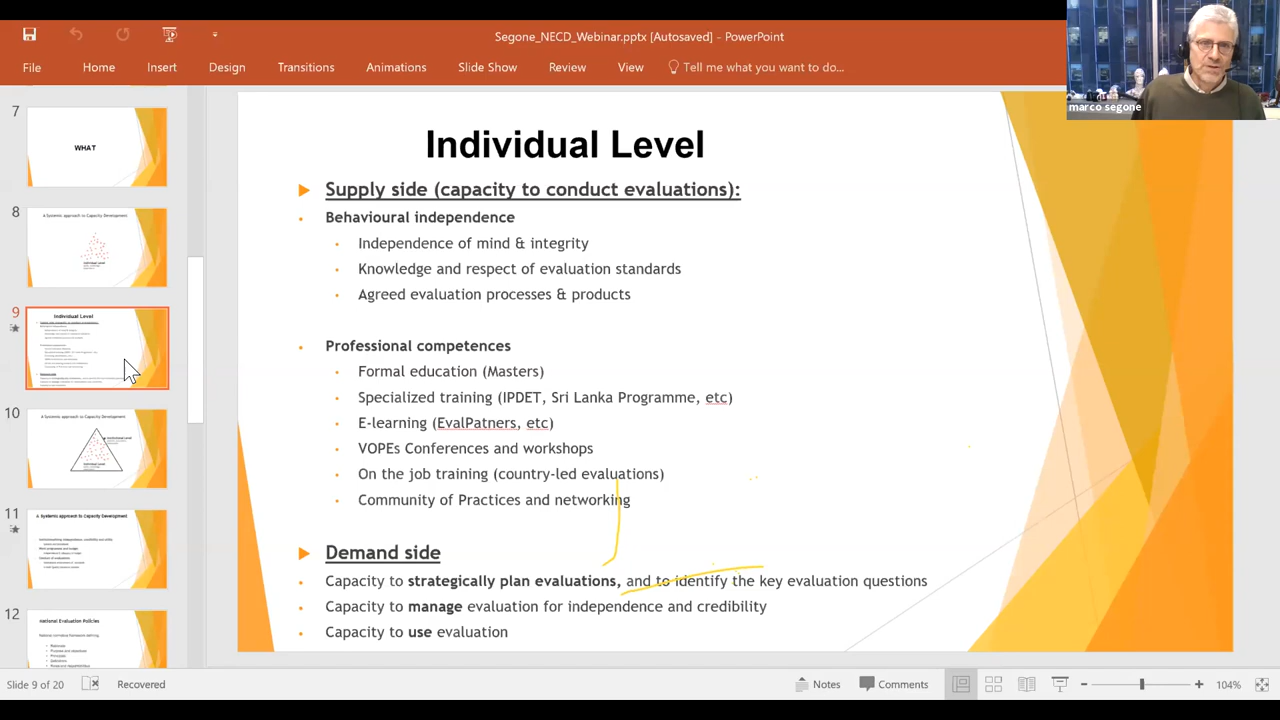 Segone_NECD_Webinar.pptx [Autosaved] - PowerPoint
File Home Insert Design Transitions Animations Slide Show Review View Tell me what you want to do...
marco segone
7
WHAT
8
A Systemic approach to Capacity Development
Individual Level
9
Individual Level
10
A Systemic approach to Capacity Development
Individual Level
11
A Systemic approach to Capacity Development
12
National Evaluation Policies
Individual Level
Supply side (capacity to conduct evaluations):
Behavioural independence
Independence of mind & integrity
Knowledge and respect of evaluation standards
Agreed evaluation processes & products
Professional competences
Formal education (Masters)
Specialized training (IPDET, Sri Lanka Programme, etc)
E-learning (EvalPatners, etc)
VOPEs Conferences and workshops
On the job training (country-led evaluations)
Community of Practices and networking
Demand side
Capacity to strategically plan evaluations, and to identify the key evaluation questions
Capacity to manage evaluation for independence and credibility
Capacity to use evaluation
Slide 9 of 20 Recovered Notes Comments 104%